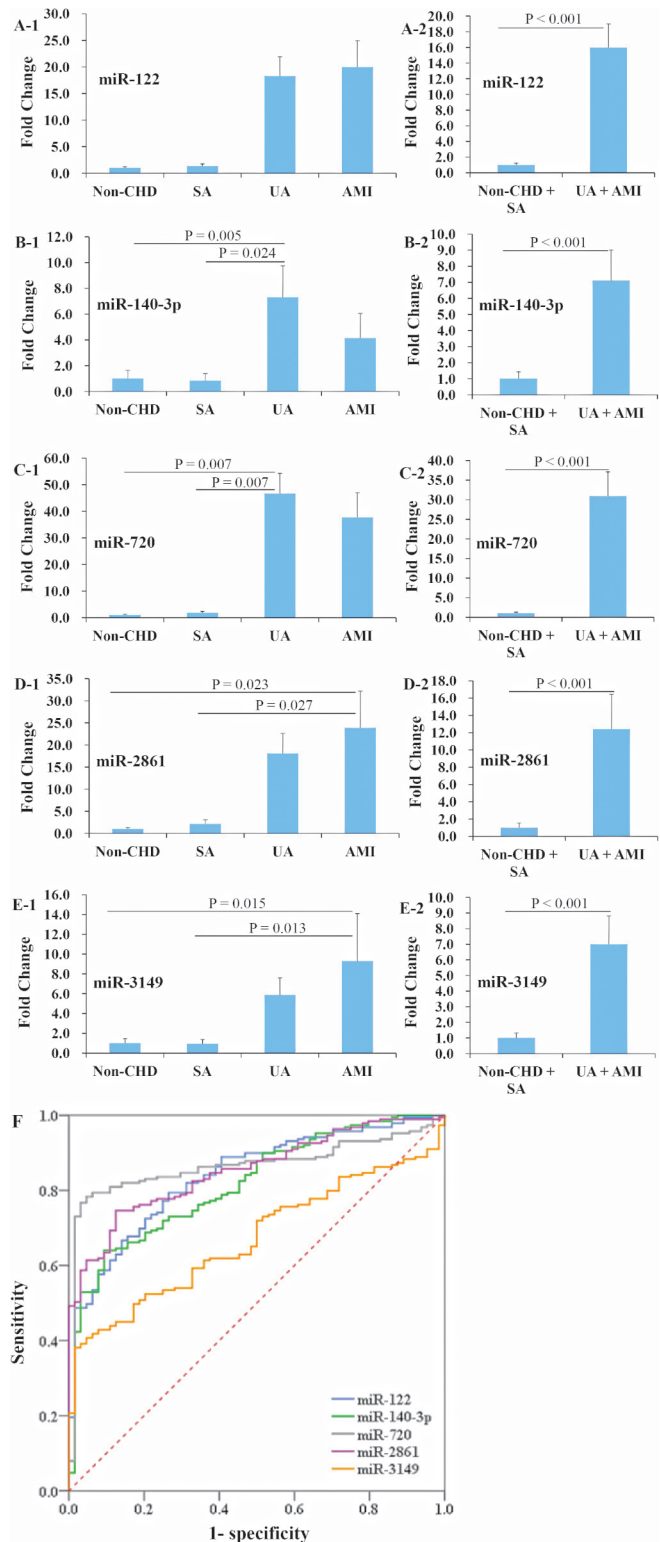 A-1
30.0
25.0
20.0
15.0
10.0
5.0
0.0
Fold Change
miR-122
Non-CHD SA UA AMI
A-2
P < 0.001
18.0
16.0
14.0
12.0
10.0
8.0
6.0
4.0
2.0
0.0
Fold Change
miR-122
Non-CHD + SA UA + AMI
B-1
P = 0.005
P = 0.024
12.0
10.0
8.0
6.0
4.0
2.0
0.0
Fold Change
miR-140-3p
Non-CHD SA UA AMI
B-2
P < 0.001
10.0
9.0
8.0
7.0
6.0
5.0
4.0
3.0
2.0
1.0
0.0
Fold Change
miR-140-3p
Non-CHD + SA UA + AMI
C-1
P = 0.007
P = 0.007
60.0
50.0
40.0
30.0
20.0
10.0
0.0
Fold Change
miR-720
Non-CHD SA UA AMI
C-2
P < 0.001
40.0
35.0
30.0
25.0
20.0
15.0
10.0
5.0
0.0
Fold Change
miR-720
Non-CHD + SA UA + AMI
D-1
P = 0.023
P = 0.027
35.0
30.0
25.0
20.0
15.0
10.0
5.0
0.0
Fold Change
miR-2861
Non-CHD SA UA AMI
D-2
P < 0.001
18.0
16.0
14.0
12.0
10.0
8.0
6.0
4.0
2.0
0.0
Fold Change
miR-2861
Non-CHD + SA UA + AMI
E-1
P = 0.015
P = 0.013
16.0
14.0
12.0
10.0
8.0
6.0
4.0
2.0
0.0
Fold Change
miR-3149
Non-CHD SA UA AMI
E-2
P < 0.001
10.0
9.0
8.0
7.0
6.0
5.0
4.0
3.0
2.0
1.0
0.0
Fold Change
miR-3149
Non-CHD + SA UA + AMI
F
1.0
0.8
0.6
0.4
0.2
0.0
Sensitivity
miR-122
miR-140-3p
miR-720
miR-2861
miR-3149
0.0 0.2 0.4 0.6 0.8 1.0
1- specificity